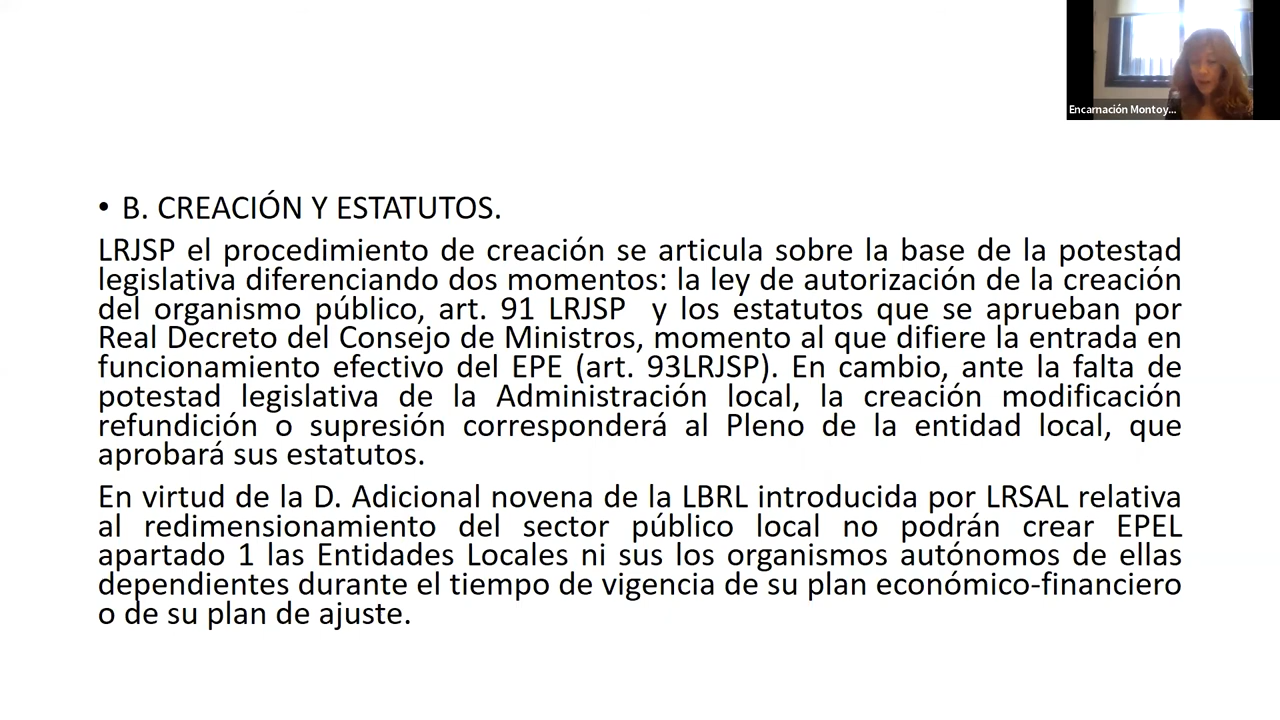 Encarnación Montoy...
• B. CREACIÓN Y ESTATUTOS.
LRJSP el procedimiento de creación se articula sobre la base de la potestad
legislativa diferenciando dos momentos: la ley de autorización de la creación
del organismo público, art. 91 LRJSP y los estatutos que se aprueban por
Real Decreto del Consejo de Ministros, momento al que difiere la entrada en
funcionamiento efectivo del EPE (art. 93LRJSP). En cambio, ante la falta de
potestad legislativa de la Administración local, la creación modificación
refundición o supresión corresponderá al Pleno de la entidad local, que
aprobará sus estatutos.
En virtud de la D. Adicional novena de la LBRL introducida por LRSAL relativa
al redimensionamiento del sector público local no podrán crear EPEL
apartado 1 las Entidades Locales ni sus los organismos autónomos de ellas
dependientes durante el tiempo de vigencia de su plan económico-financiero
o de su plan de ajuste.